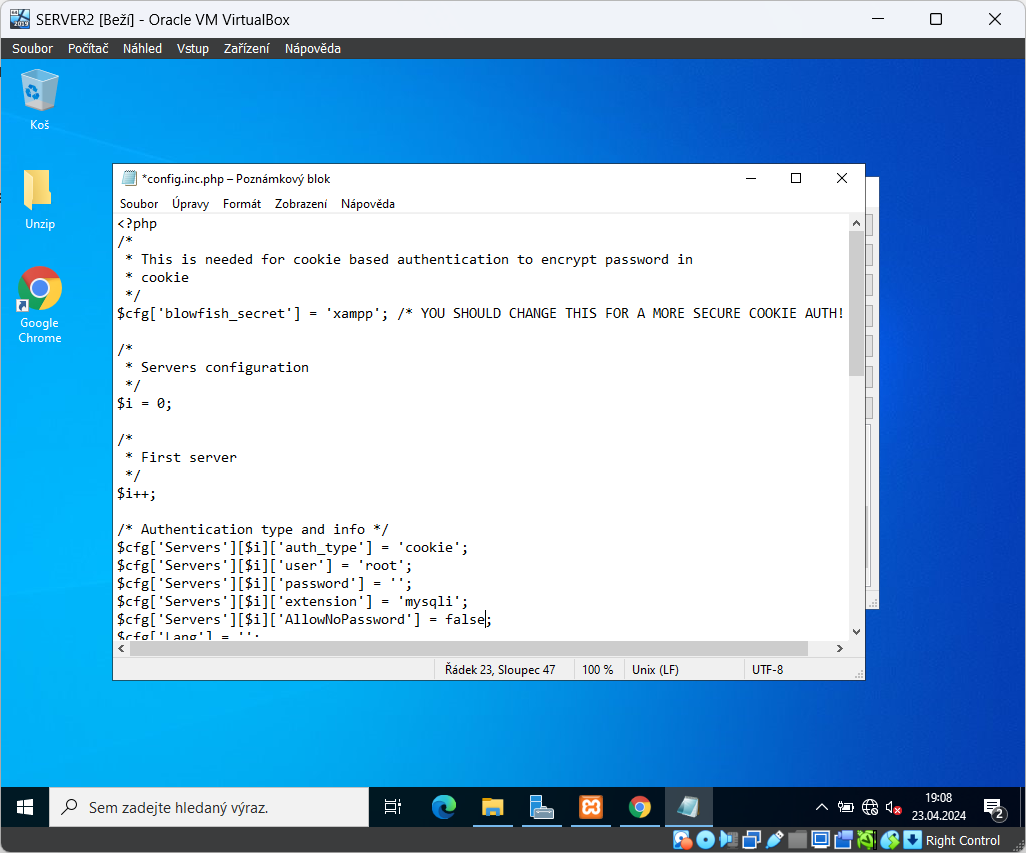 SERVER2 [Beží] - Oracle VM VirtualBox
Soubor Počítač Náhled Vstup Zařízení Nápověda
Koš
Unzip
Google
Chrome
*config.inc.php – Poznámkový blok
Soubor Úpravy Formát Zobrazení Nápověda
<?php
/*
 * This is needed for cookie based authentication to encrypt password in
 * cookie
 */
$cfg['blowfish_secret'] = 'xampp'; /* YOU SHOULD CHANGE THIS FOR A MORE SECURE COOKIE AUTH!
/*
 * Servers configuration
 */
$i = 0;
/*
 * First server
 */
$i++;
/* Authentication type and info */
$cfg['Servers'][$i]['auth_type'] = 'cookie';
$cfg['Servers'][$i]['user'] = 'root';
$cfg['Servers'][$i]['password'] = '';
$cfg['Servers'][$i]['extension'] = 'mysqli';
$cfg['Servers'][$i]['AllowNoPassword'] = false;
$cfg['Lang'] = '';
Řádek 23, Sloupec 47 100 % Unix (LF) UTF-8
Sem zadejte hledaný výraz.
19:08
23.04.2024
2
Right Control